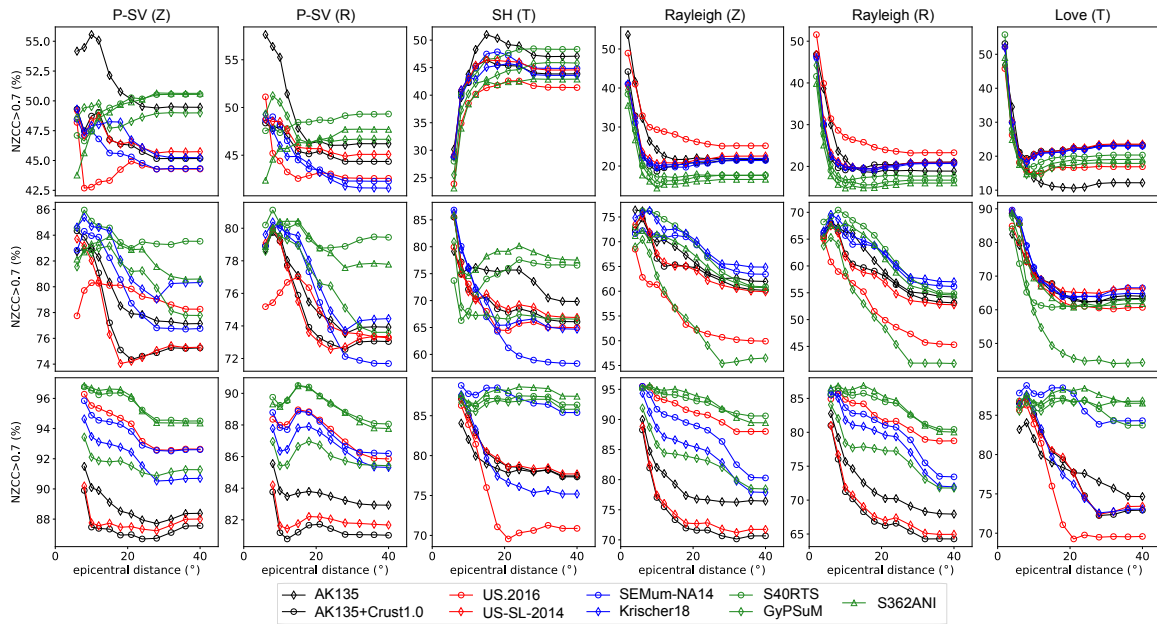 P-SV (Z) P-SV (R) SH (T) Rayleigh (Z) Rayleigh (R) Love (T)
NZCC>0.7 (%)
55.0 52.5 50.0 47.5 45.0 42.5
55 50 45
50 45 40 35 30 25
50 40 30 20
50 40 30 20
50 40 30 20 10
NZCC>0.7 (%)
86 84 82 80 78 76 74
80 78 76 74 72
85 80 75 70 65 60
75 70 65 60 55 50 45
70 65 60 55 50 45 40
90 80 70 60 50
NZCC>0.7 (%)
96 94 92 90 88
90 88 86 84 82
85 80 75 70
95 90 85 80 75 70
90 85 80 75 70 65
85 80 75 70
0 20 40 0 20 40 0 20 40 0 20 40 0 20 40 0 20 40
epicentral distance (°) epicentral distance (°) epicentral distance (°) epicentral distance (°) epicentral distance (°) epicentral distance (°)
AK135 US.2016 SEMum-NA14 S40RTS S362ANI
AK135+Crust1.0 US-SL-2014 Krischer18 GyPSuM